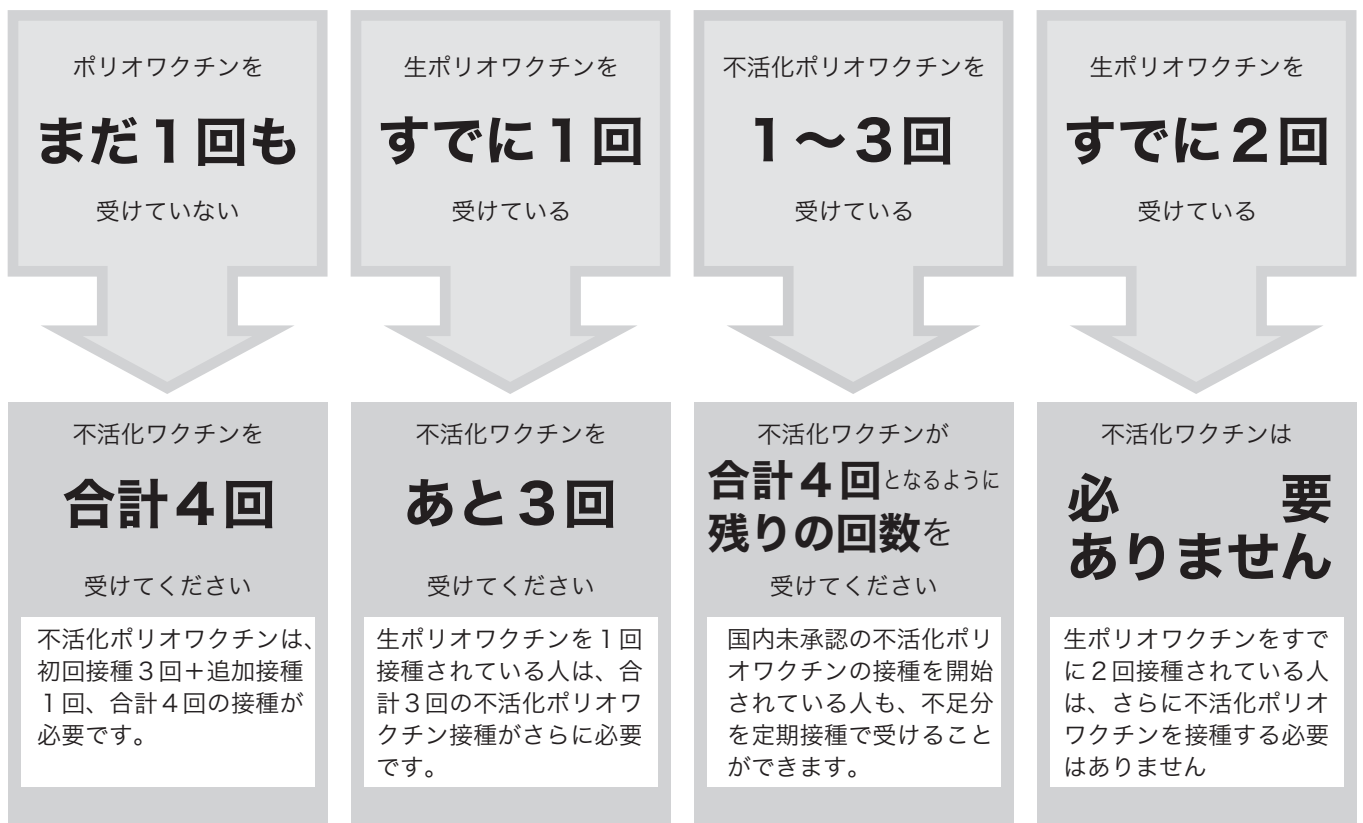 ポリオワクチンを
まだ１回も
受けていない
不活化ワクチンを
合計４回
受けてください
不活化ポリオワクチンは、
初回接種３回＋追加接種
１回、合計４回の接種が
必要です。
生ポリオワクチンを
すでに１回
受けている
不活化ワクチンを
あと３回
受けてください
生ポリオワクチンを１回
接種されている人は、合
計３回の不活化ポリオワ
クチン接種がさらに必要
です。
不活化ポリオワクチンを
１～３回
受けている
不活化ワクチンが
合計４回となるように
残りの回数を
受けてください
国内未承認の不活化ポリ
オワクチンの接種を開始
されている人も、不足分
を定期接種で受けること
ができます。
生ポリオワクチンを
すでに２回
受けている
不活化ワクチンは
必要
ありません
生ポリオワクチンをすで
に２回接種されている人
は、さらに不活化ポリオ
ワクチンを接種する必要
はありません